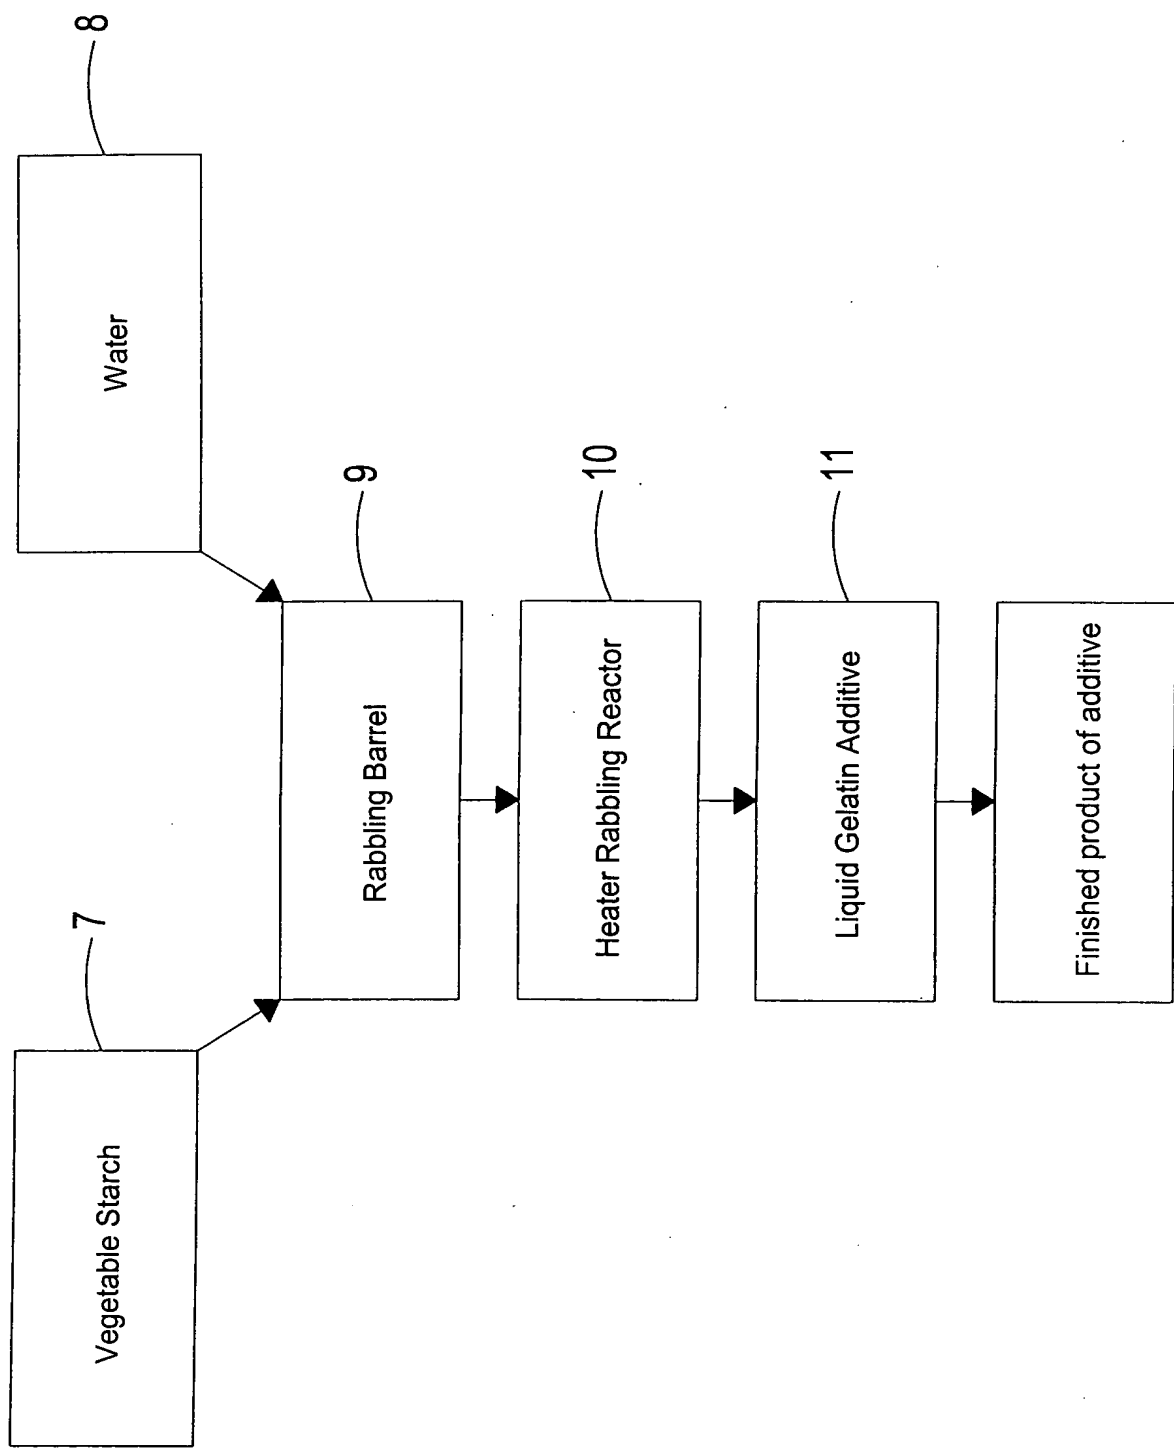 Vegetable Starch
7
Water
8
Rabbling Barrel
9
Heater Rabbling Reactor
10
Liquid Gelatin Additive
11
Finished product of additive